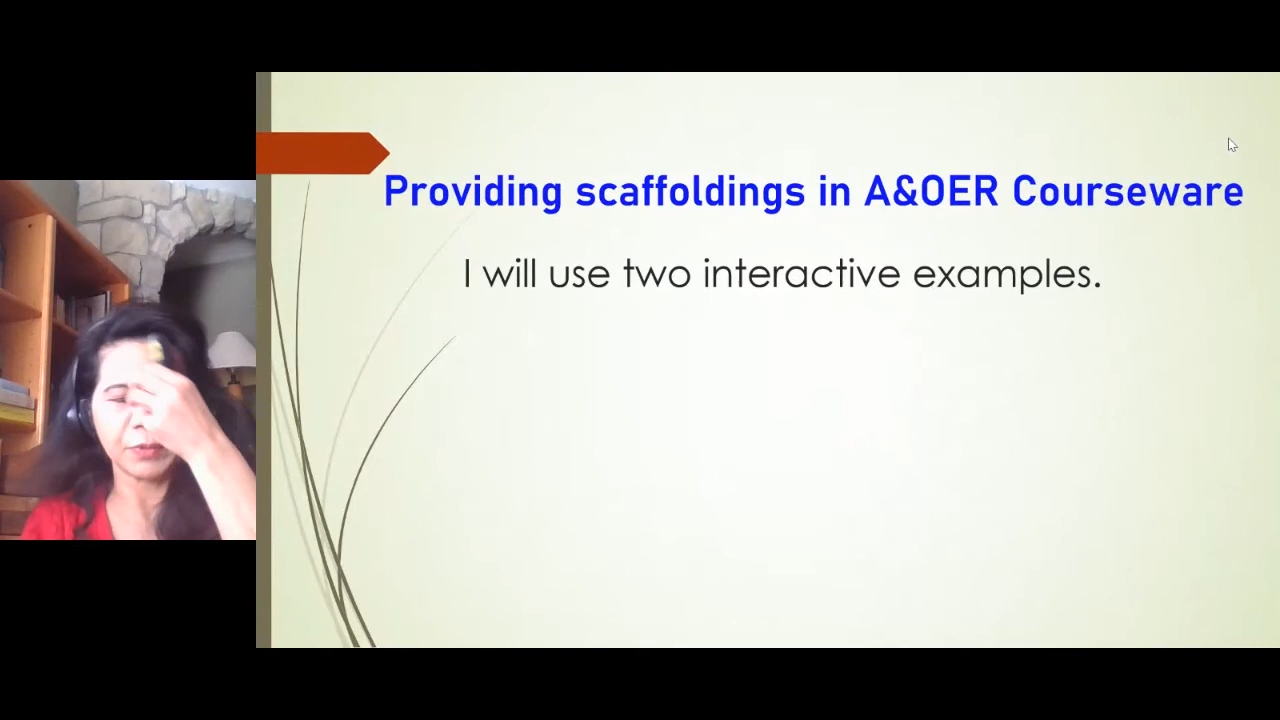 Providing scaffoldings in A&OER Courseware
I will use two interactive examples.